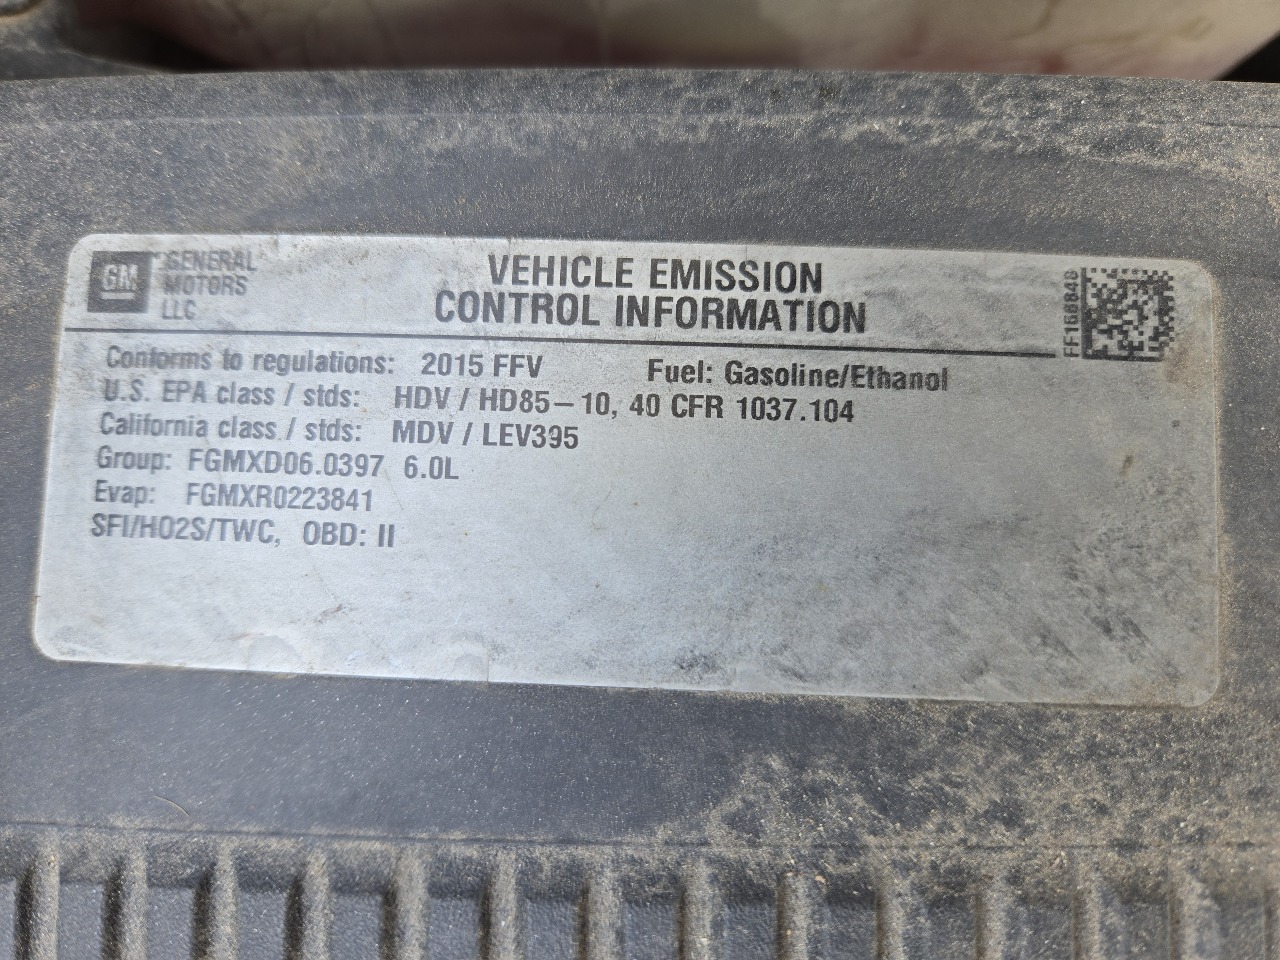 GM
GENERAL
MOTORS
LLC
VEHICLE EMISSION
CONTROL INFORMATION
FF166848
Conforms to regulations: 2015 FFV Fuel: Gasoline/Ethanol
U.S. EPA class / stds: HDV / HD85-10, 40 CFR 1037.104
California class / stds: MDV / LEV395
Group: FGMXD06.0397 6.0L
Evap: FGMXR0223841
SFI/HO2S/TWC, OBD: II